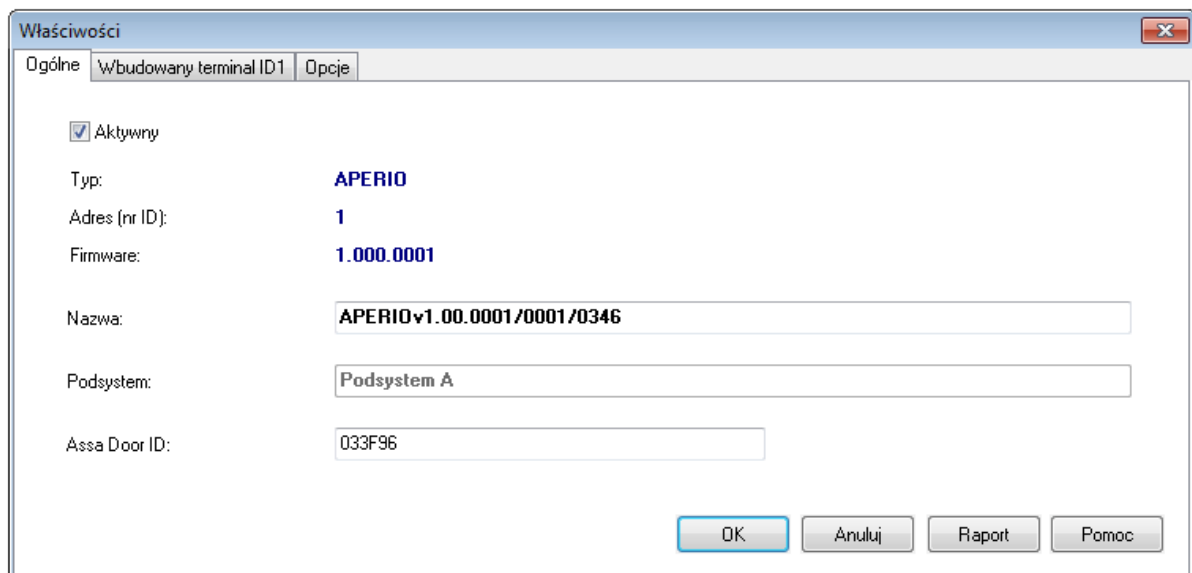 Właściwości
Ogólne Wbudowany terminal ID1 Opcje
Aktywny
Typ: APERIO
Adres (nr ID): 1
Firmware: 1.000.0001
Nazwa: APERIOv1.00.0001/0001/0346
Podsystem: Podsystem A
Assa Door ID: 033F96
OK Anuluj Raport Pomoc